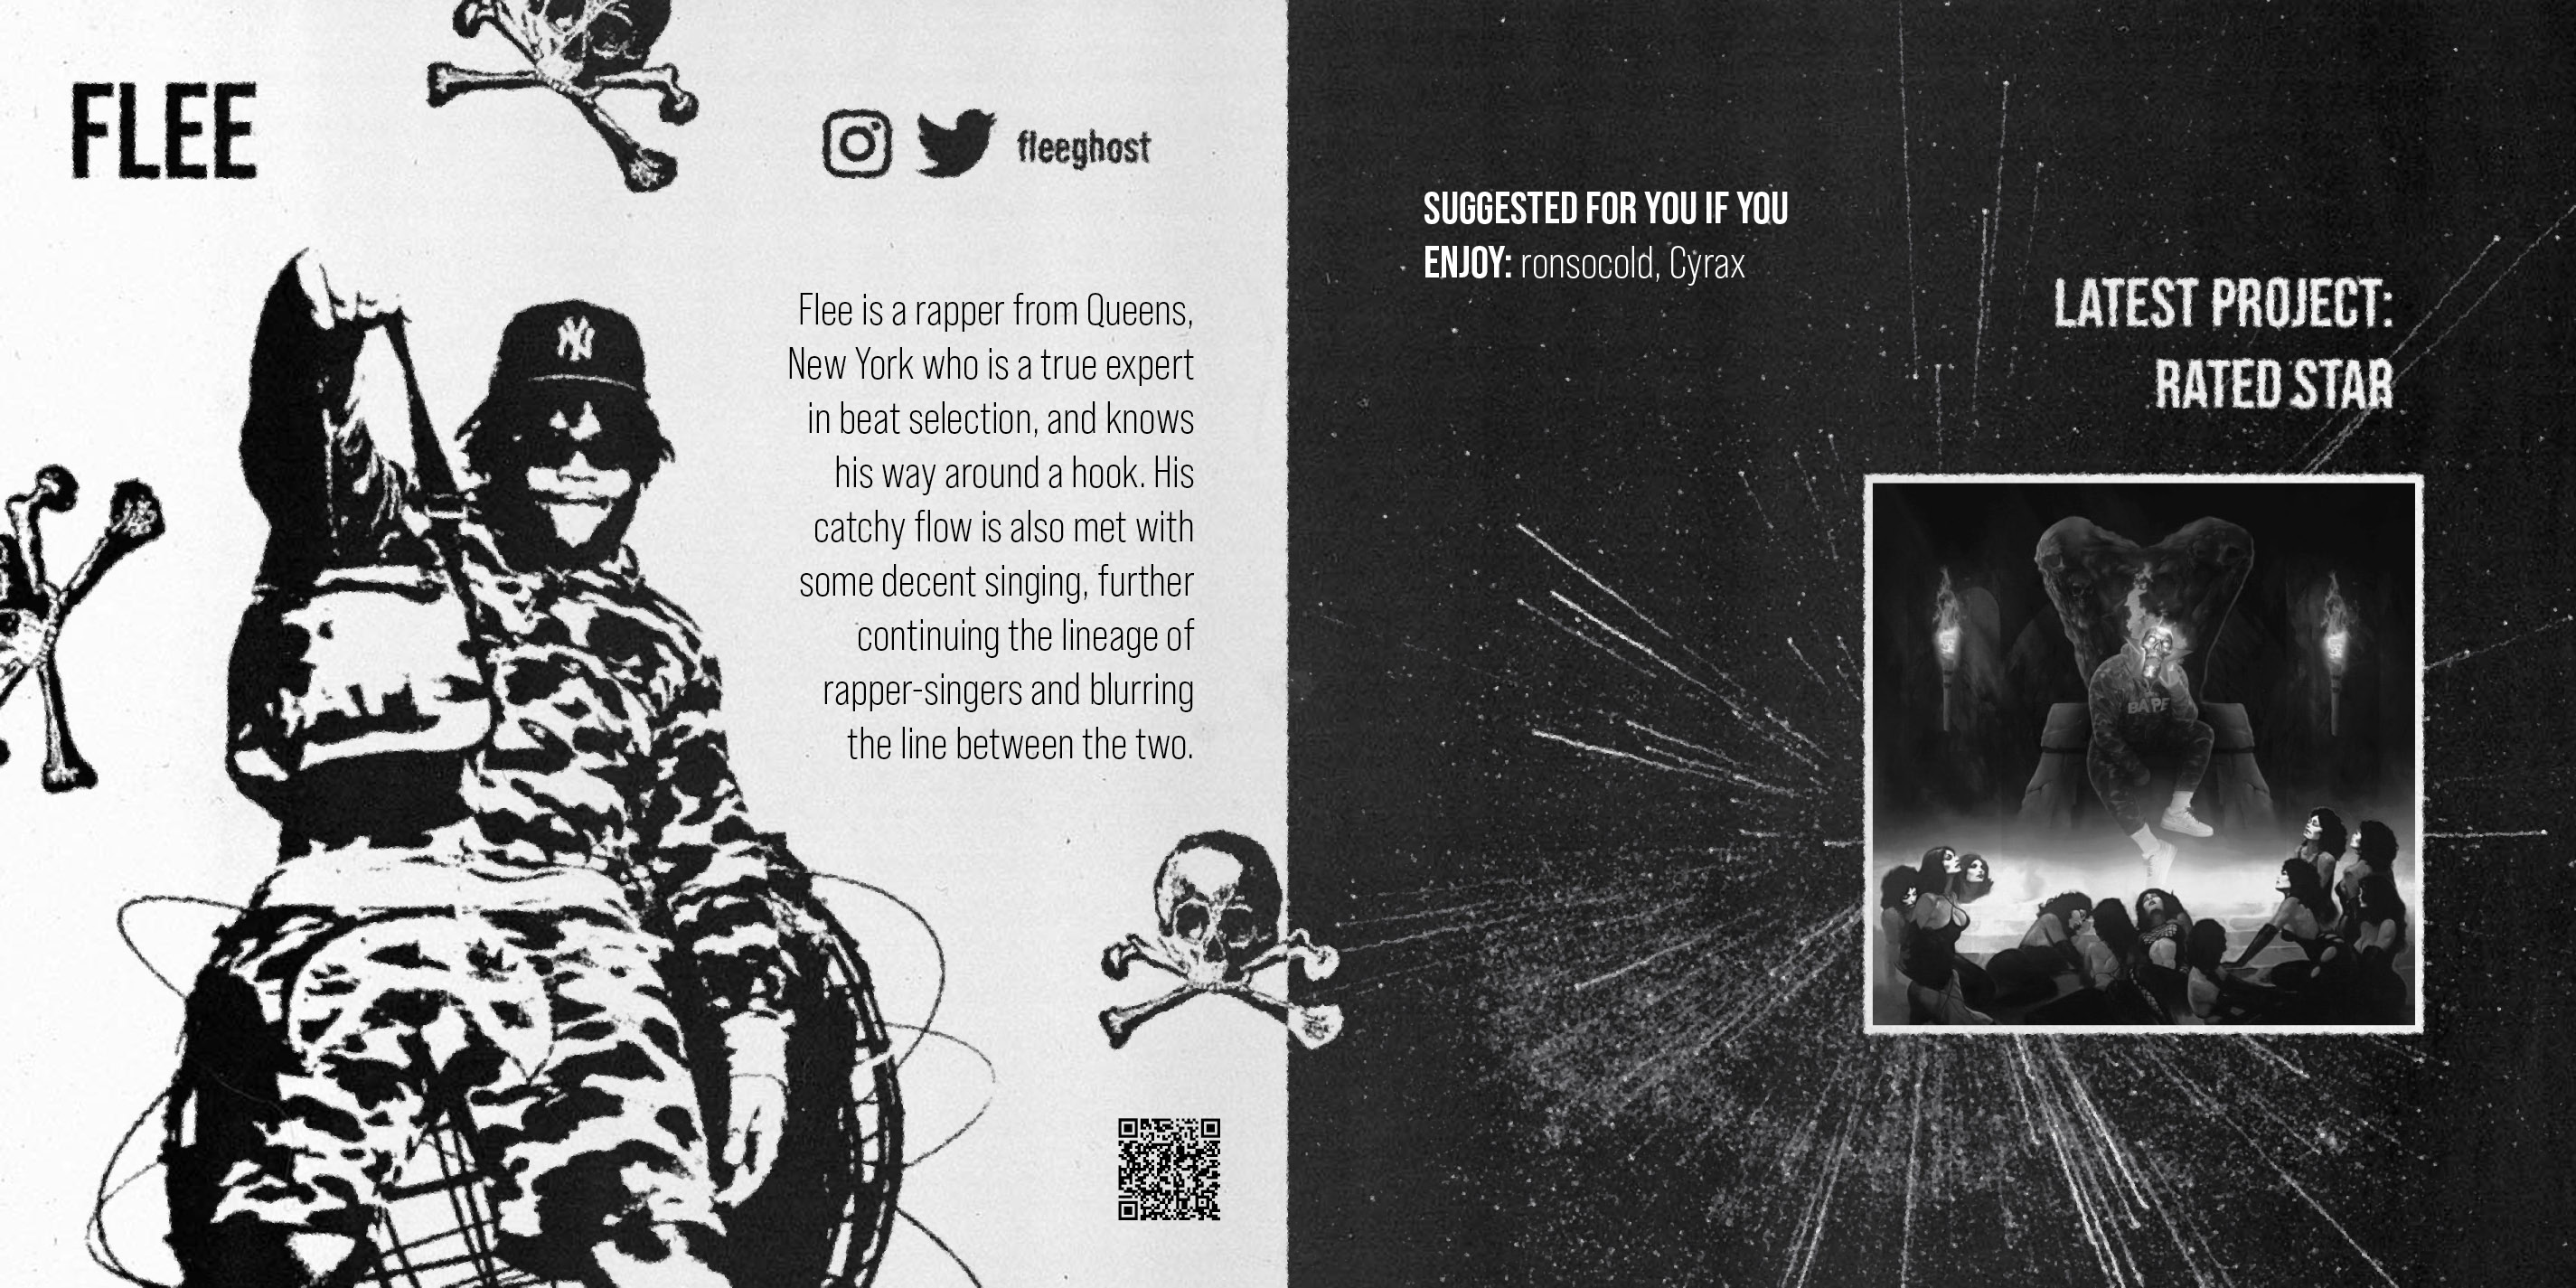 FLEE
fleeghost
Flee is a rapper from Queens,
New York who is a true expert
in beat selection, and knows
his way around a hook. His
catchy flow is also met with
some decent singing, further
continuing the lineage of
rapper-singers and blurring
the line between the two.
NY
SUGGESTED FOR YOU IF YOU
ENJOY: ronsocold, Cyrax
LATEST PROJECT:
RATED STAR
BAPE